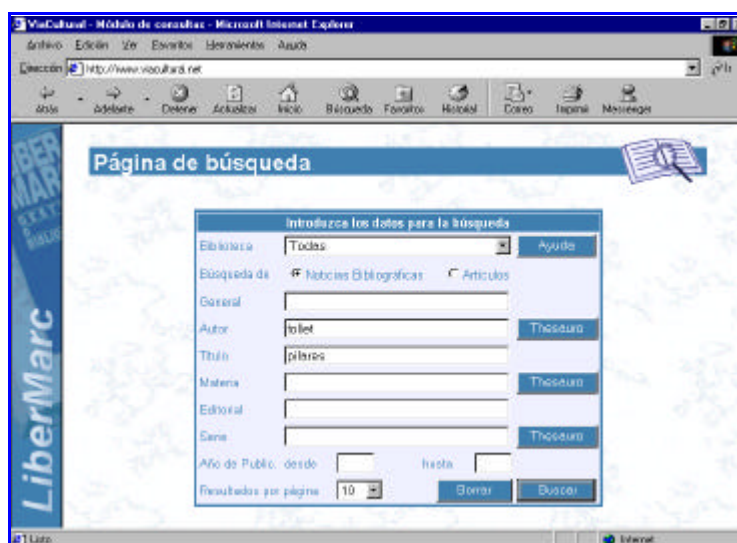 ViaCultural - Módulo de consultas - Microsoft Internet Explorer
Archivo Edición Ver Favoritos Herramientas Ayuda
Dirección http://www.viacultural.net
Atrás Adelante Detener Actualizar Inicio Búsqueda Favoritos Historial Correo Imprimir Messenger
LIBER
MARC
LiberMarc
Página de búsqueda
Introduzca los datos para la búsqueda
Biblioteca Todas Ayuda
Búsqueda de Noticias Bibliográficas Artículos
General
Autor follet Thesauro
Título pilares
Materia Thesauro
Editorial
Serie Thesauro
Año de Public. desde hasta
Resultados por página 10 Borrar Buscar
Listo Internet